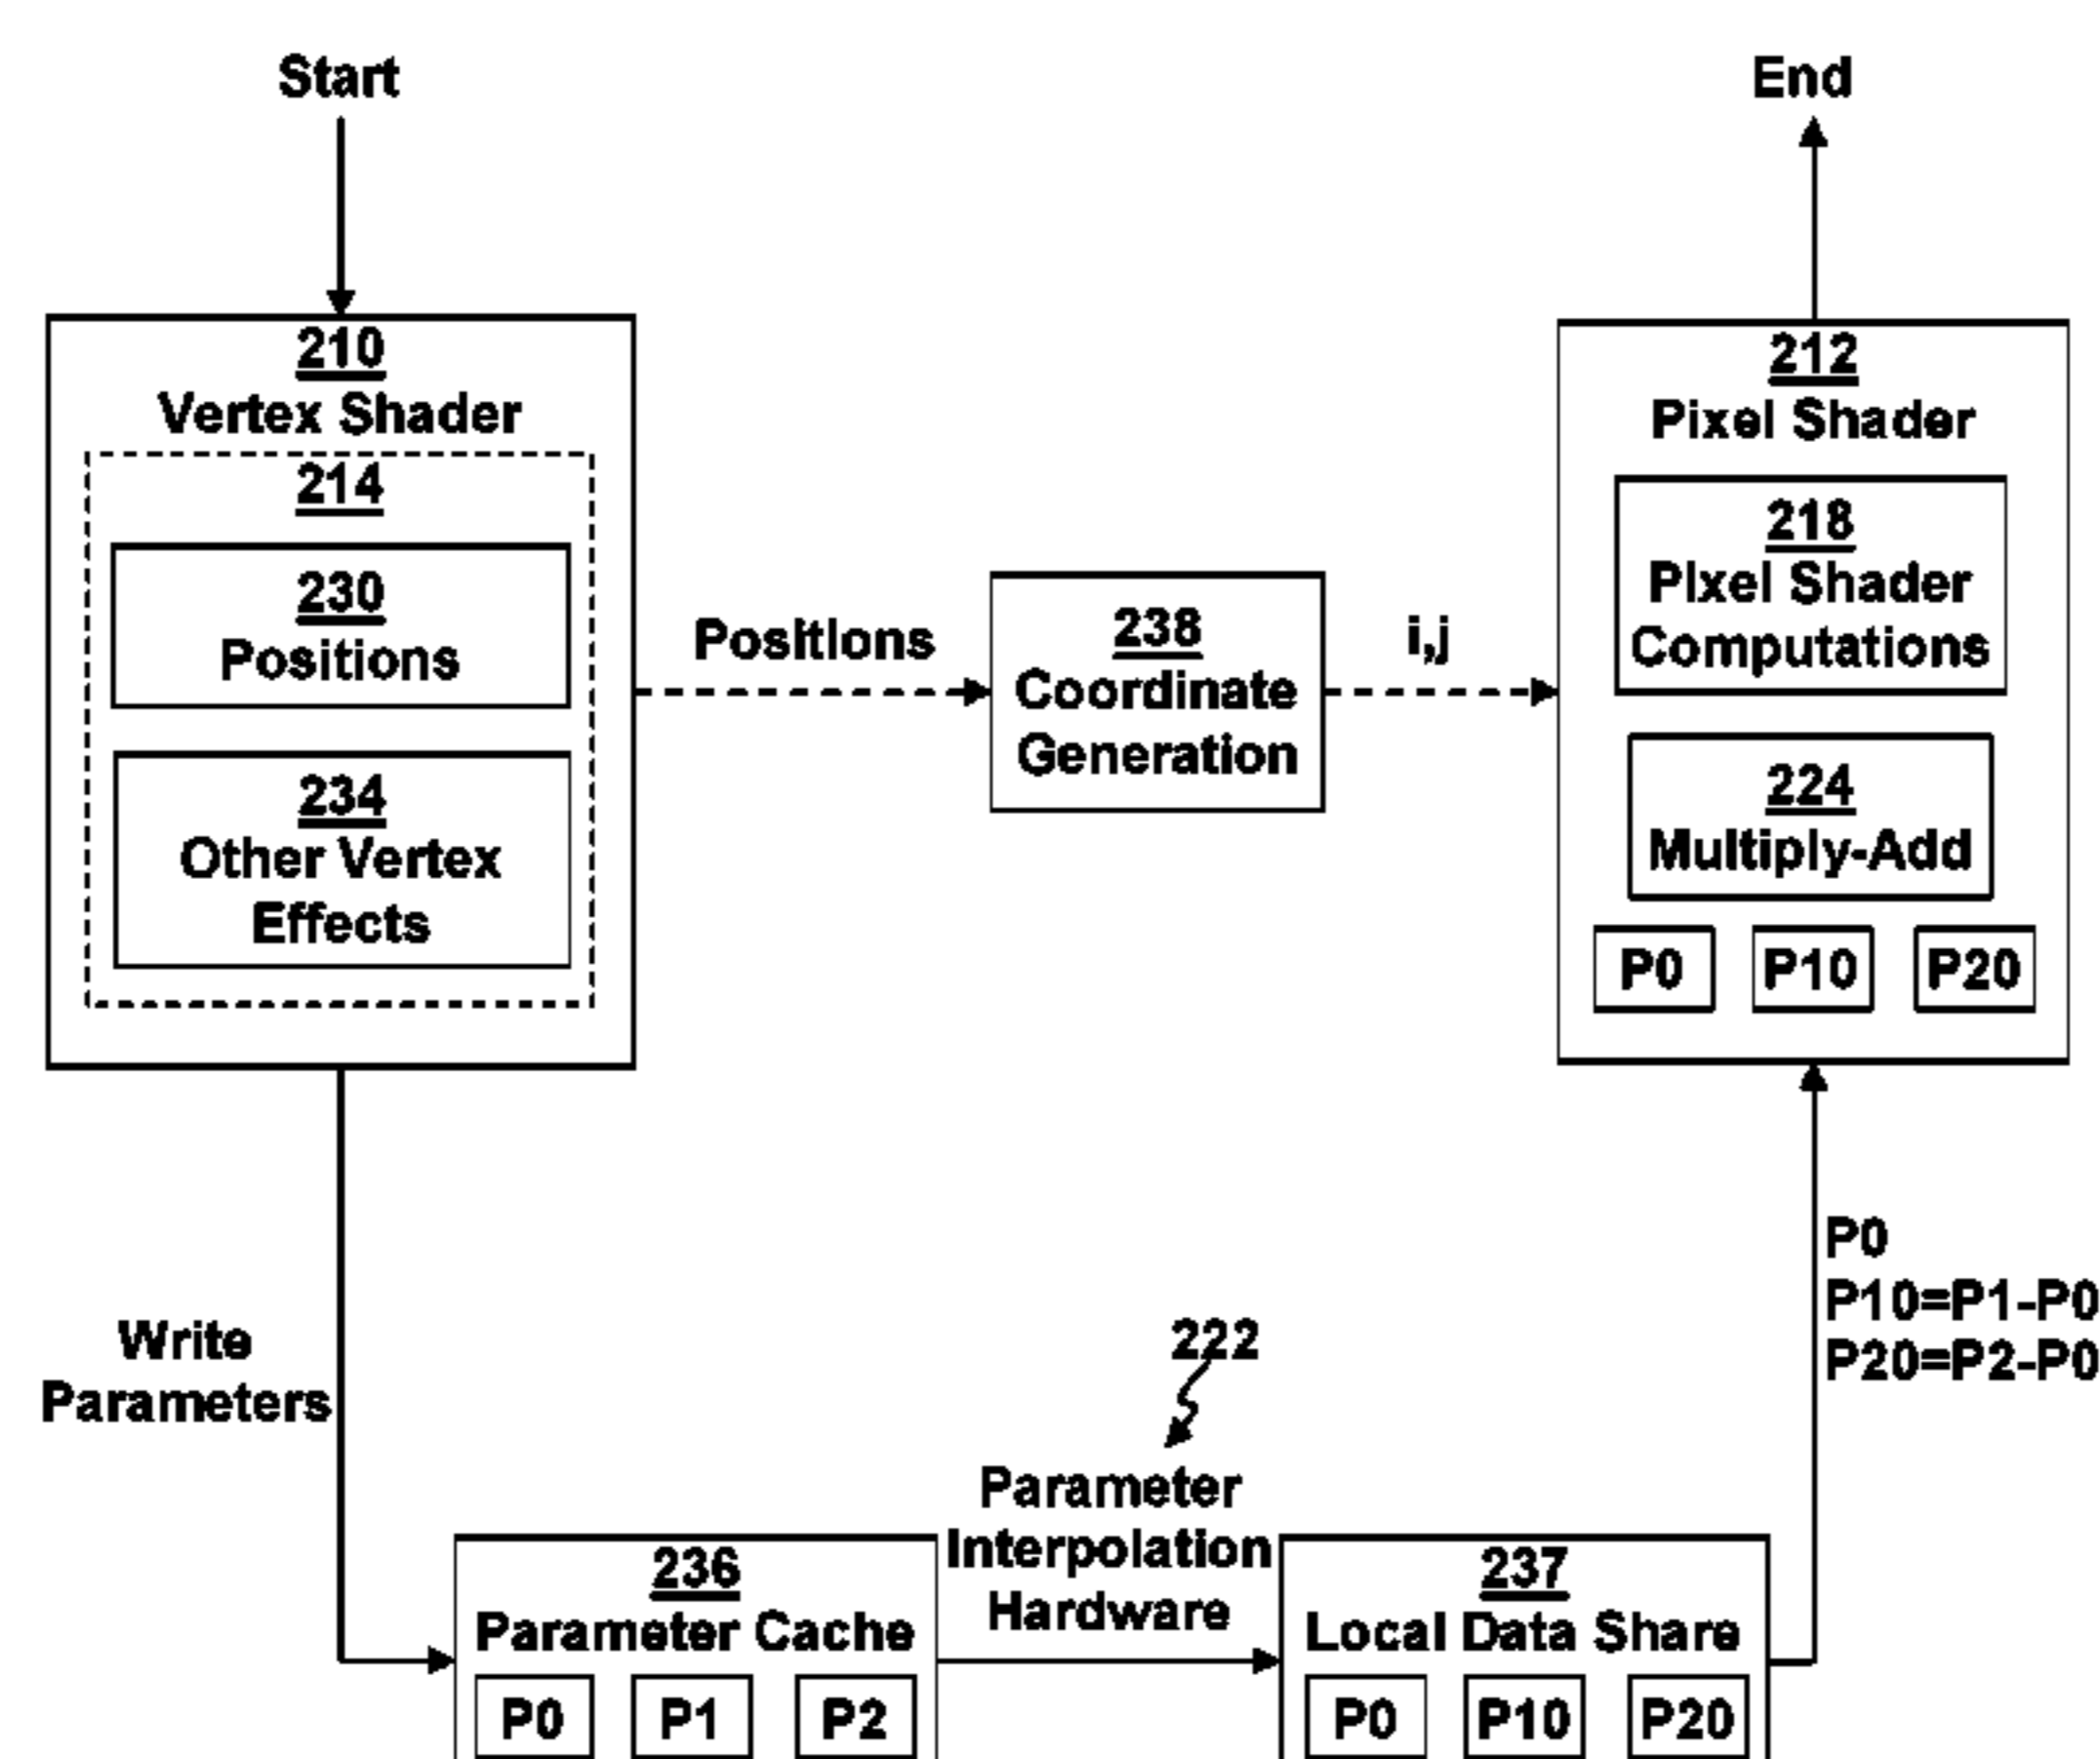 Start
End
210
Vertex Shader
214
230
Positions
234
Other Vertex
Effects
Positions
238
Coordinate
Generation
i,j
212
Pixel Shader
218
Pixel Shader
Computations
224
Multiply-Add
P0
P10
P20
Write
Parameters
236
Parameter Cache
P0
P1
P2
222
Parameter
Interpolation
Hardware
237
Local Data Share
P0
P10
P20
P0
P10=P1-P0
P20=P2-P0